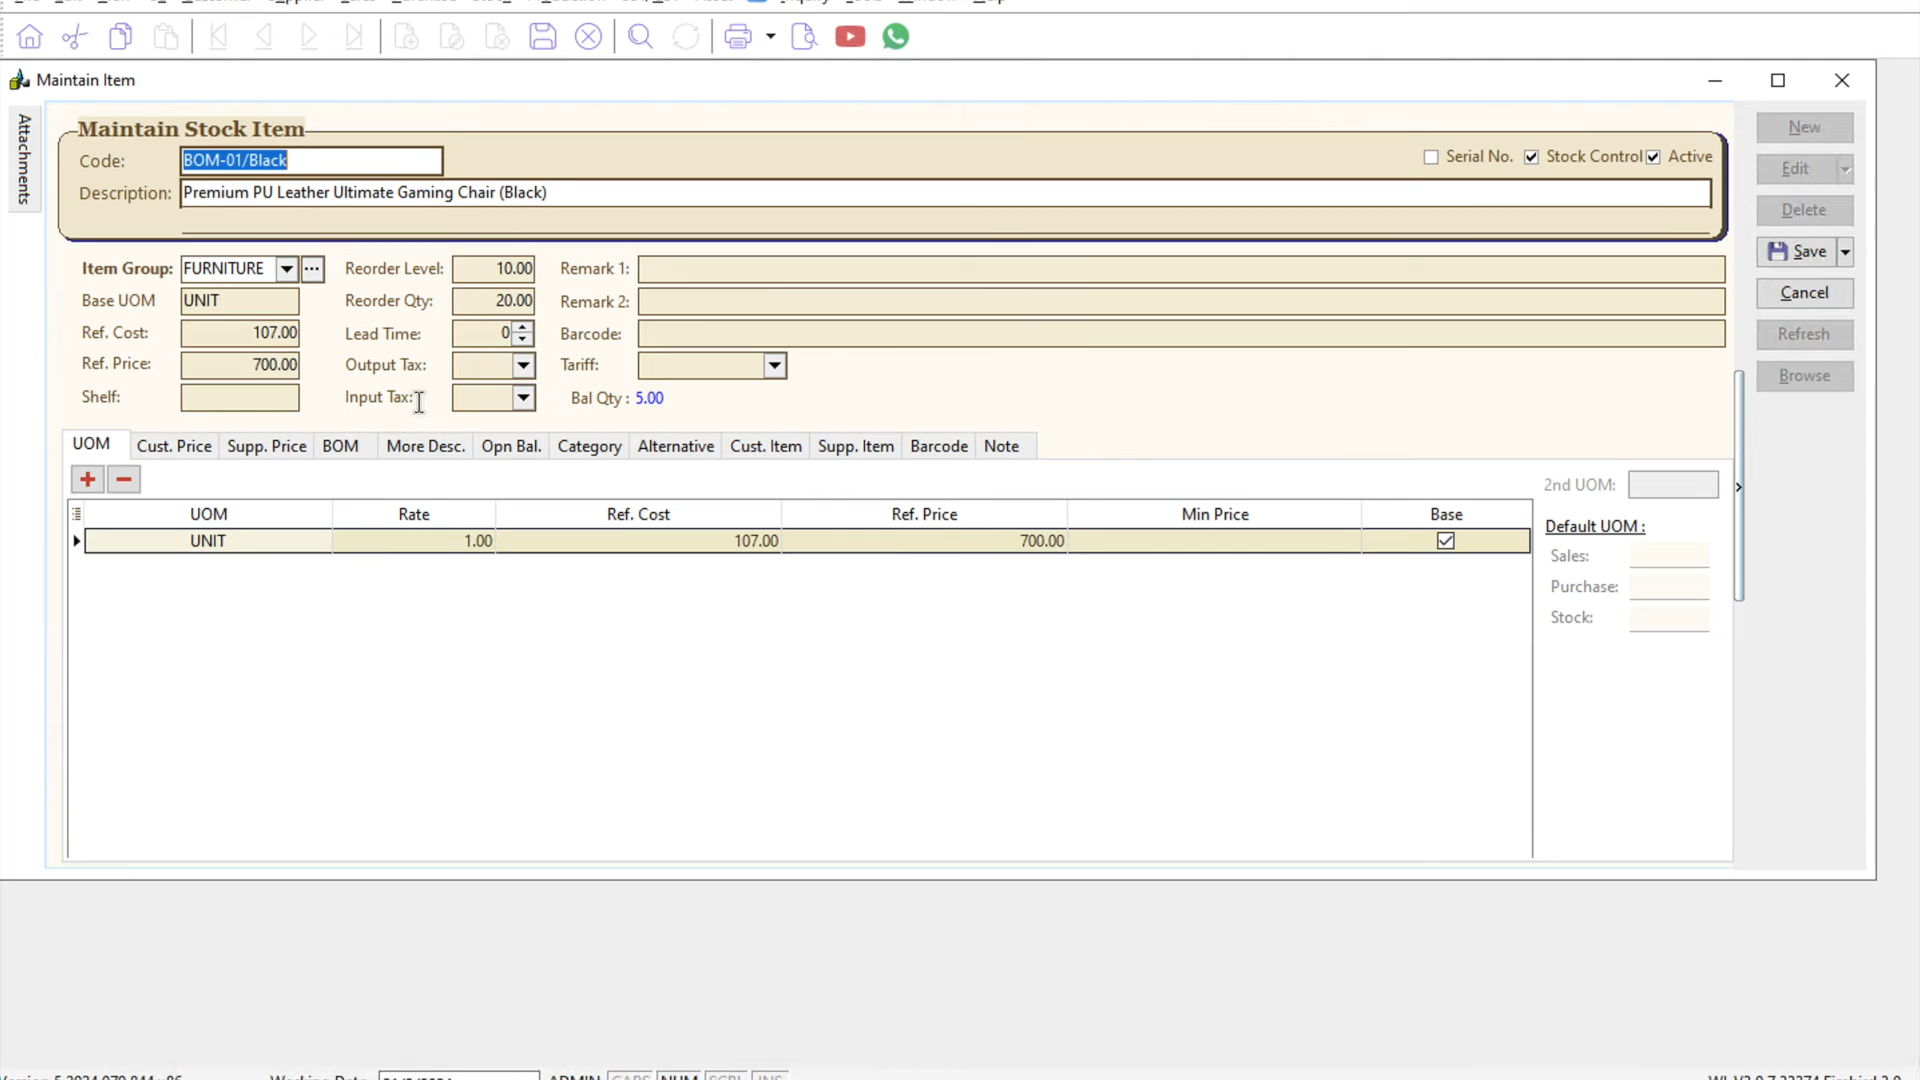 Maintain Item
Attachments
Maintain Stock Item
Code: BOM-01/Black
Serial No. Stock Control Active
Description: Premium PU Leather Ultimate Gaming Chair (Black)
New
Edit
Delete
Save
Cancel
Refresh
Browse
Item Group: FURNITURE ... Reorder Level: 10.00 Remark 1:
Base UOM UNIT Reorder Qty: 20.00 Remark 2:
Ref. Cost: 107.00 Lead Time: 0 Barcode:
Ref. Price: 700.00 Output Tax: Tariff:
Shelf: Input Tax: Bal Qty : 5.00
UOM Cust. Price Supp. Price BOM More Desc. Opn Bal. Category Alternative Cust. Item Supp. Item Barcode Note
2nd UOM:
UOM Rate Ref. Cost Ref. Price Min Price Base
UNIT 1.00 107.00 700.00
Default UOM :
Sales:
Purchase:
Stock:
ADMIN CAPS NUM SCRL INS